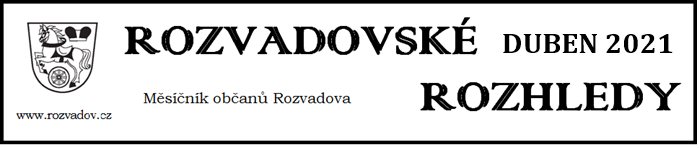 ROZVADOVSKÉ DUBEN 2021
Měsíčník občanů Rozvadova ROZHLEDY
www.rozvadov.cz